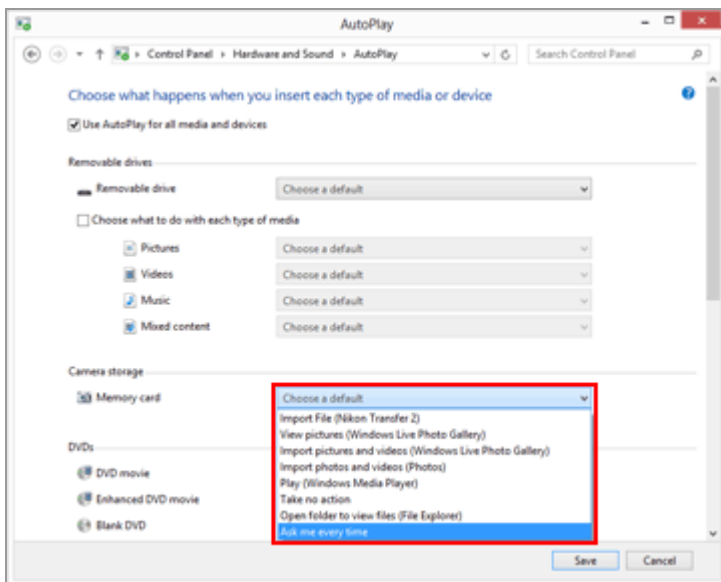 AutoPlay
Control Panel Hardware and Sound AutoPlay Search Control Panel
Choose what happens when you insert each type of media or device
Use AutoPlay for all media and devices
Removable drives
Removable drive Choose a default
Choose what to do with each type of media
Pictures Choose a default
Videos Choose a default
Music Choose a default
Mixed content Choose a default
Camera storage
Memory card Choose a default
Import File (Nikon Transfer 2)
View pictures (Windows Live Photo Gallery)
Import pictures and videos (Windows Live Photo Gallery)
Import photos and videos (Photos)
Play (Windows Media Player)
Take no action
Open folder to view files (File Explorer)
Ask me every time
DVDs
DVD movie
Enhanced DVD movie
Blank DVD
Save Cancel